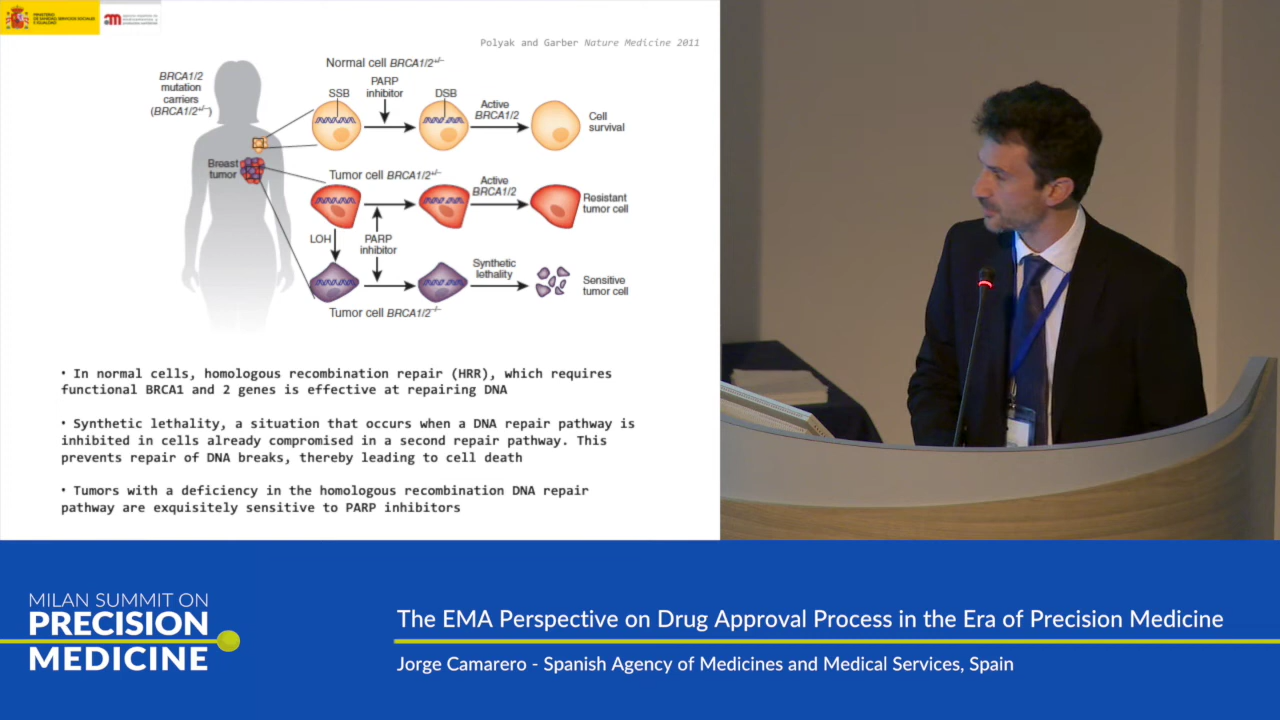 MINISTERIO
DE SANIDAD, SERVICIOS SOCIALES
E IGUALDAD
Polyak and Garber Nature Medicine 2011
Normal cell BRCA1/2+/–
BRCA1/2
mutation
carriers
(BRCA1/2+/–)
SSB
PARP
inhibitor
DSB
Active
BRCA1/2
Cell
survival
Breast
tumor
Tumor cell BRCA1/2+/–
Active
BRCA1/2
Resistant
tumor cell
LOH
PARP
inhibitor
Synthetic
lethality
Sensitive
tumor cell
Tumor cell BRCA1/2–/–
• In normal cells, homologous recombination repair (HRR), which requires
functional BRCA1 and 2 genes is effective at repairing DNA
• Synthetic lethality, a situation that occurs when a DNA repair pathway is
inhibited in cells already compromised in a second repair pathway. This
prevents repair of DNA breaks, thereby leading to cell death
• Tumors with a deficiency in the homologous recombination DNA repair
pathway are exquisitely sensitive to PARP inhibitors
MILAN SUMMIT ON
PRECISION
MEDICINE
The EMA Perspective on Drug Approval Process in the Era of Precision Medicine
Jorge Camarero - Spanish Agency of Medicines and Medical Services, Spain